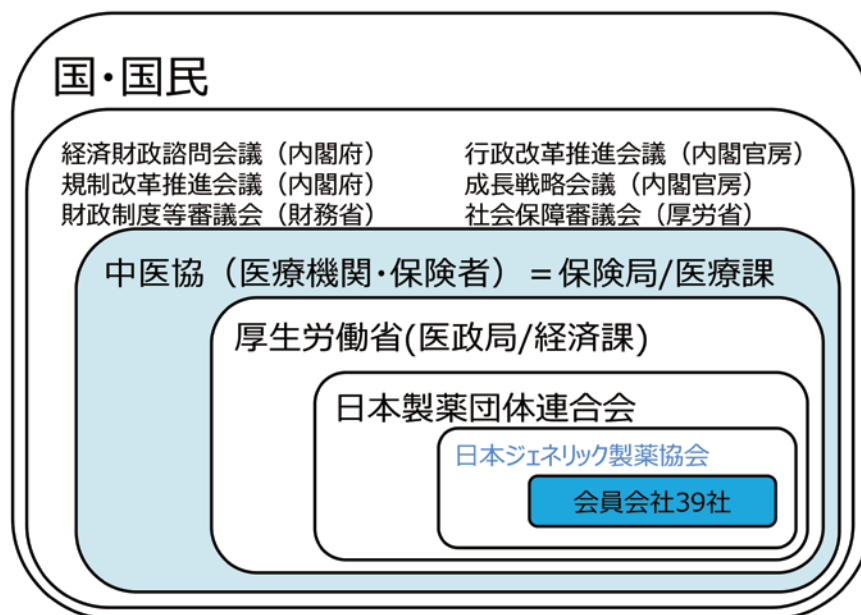 国・国民
経済財政諮問会議（内閣府）
規制改革推進会議（内閣府）
財政制度等審議会（財務省）
行政改革推進会議（内閣官房）
成長戦略会議（内閣官房）
社会保障審議会（厚労省）
中医協（医療機関・保険者）＝保険局/医療課
厚生労働省(医政局/経済課)
日本製薬団体連合会
日本ジェネリック製薬協会
会員会社39社